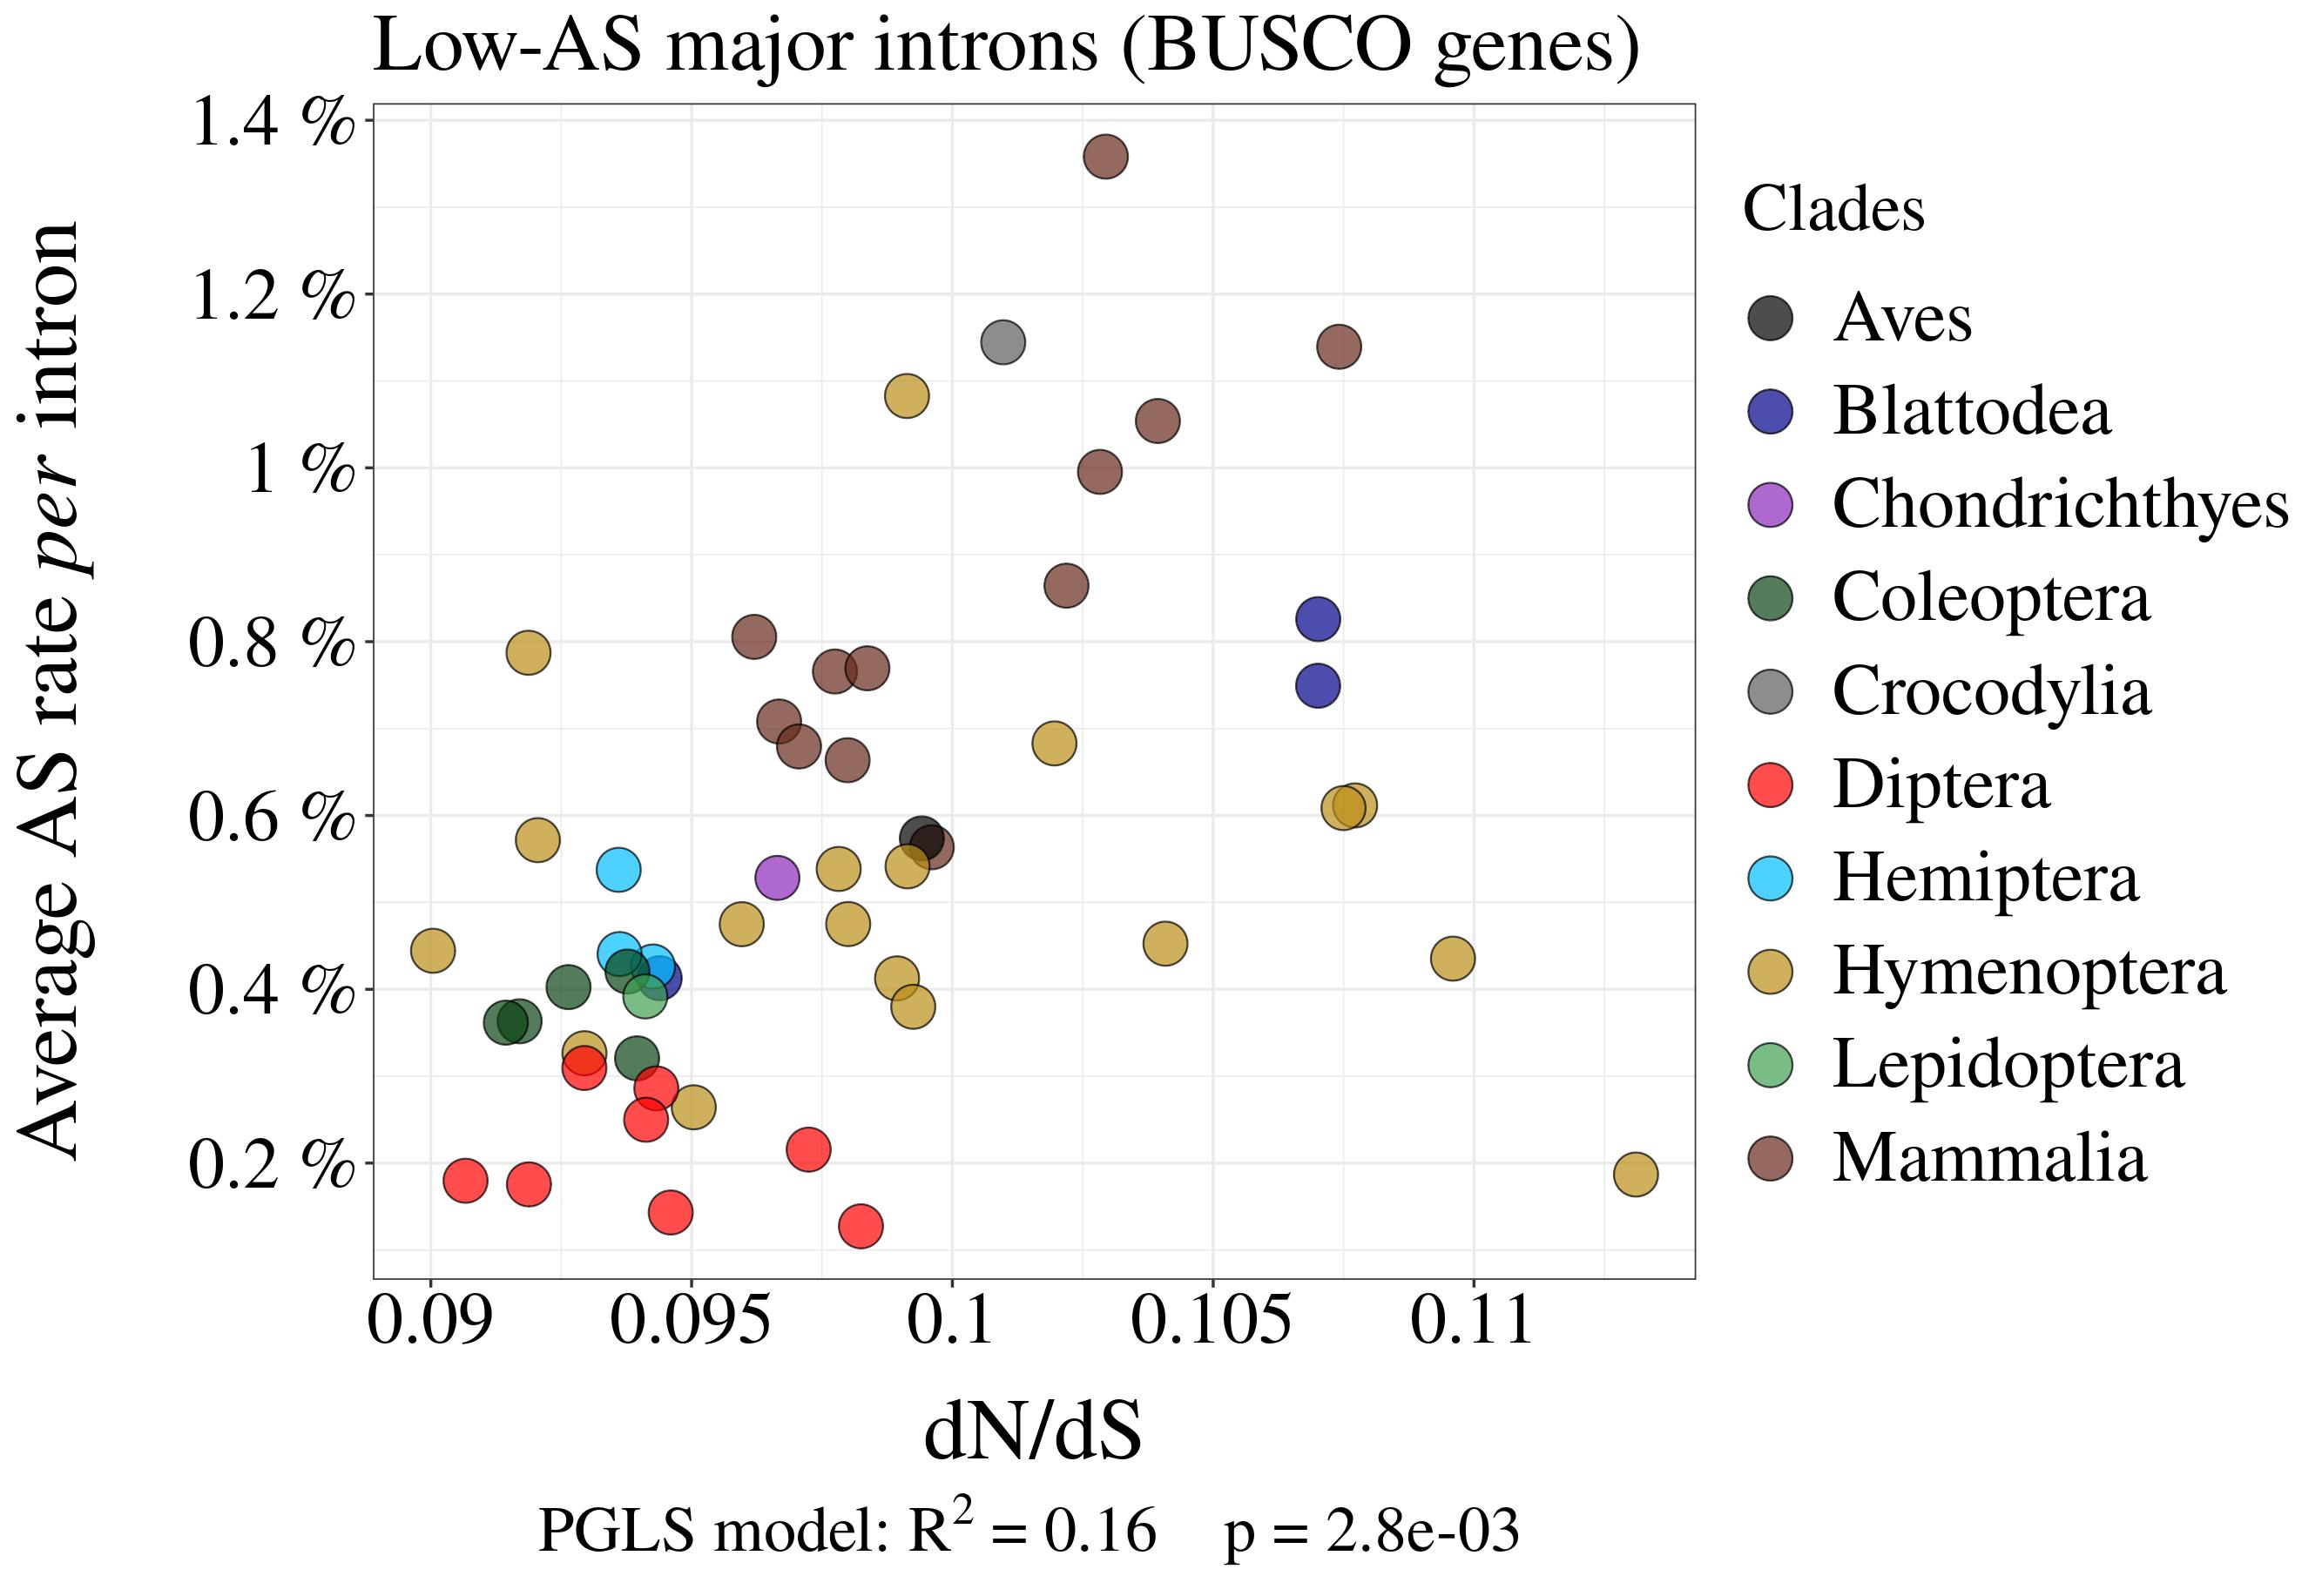 Low-AS major introns (BUSCO genes)
Average AS rate per intron
1.4 %
1.2 %
1 %
0.8 %
0.6 %
0.4 %
0.2 %
0.09 0.095 0.1 0.105 0.11
dN/dS
PGLS model: R² = 0.16 p = 2.8e-03
Clades
Aves
Blattodea
Chondrichthyes
Coleoptera
Crocodylia
Diptera
Hemiptera
Hymenoptera
Lepidoptera
Mammalia